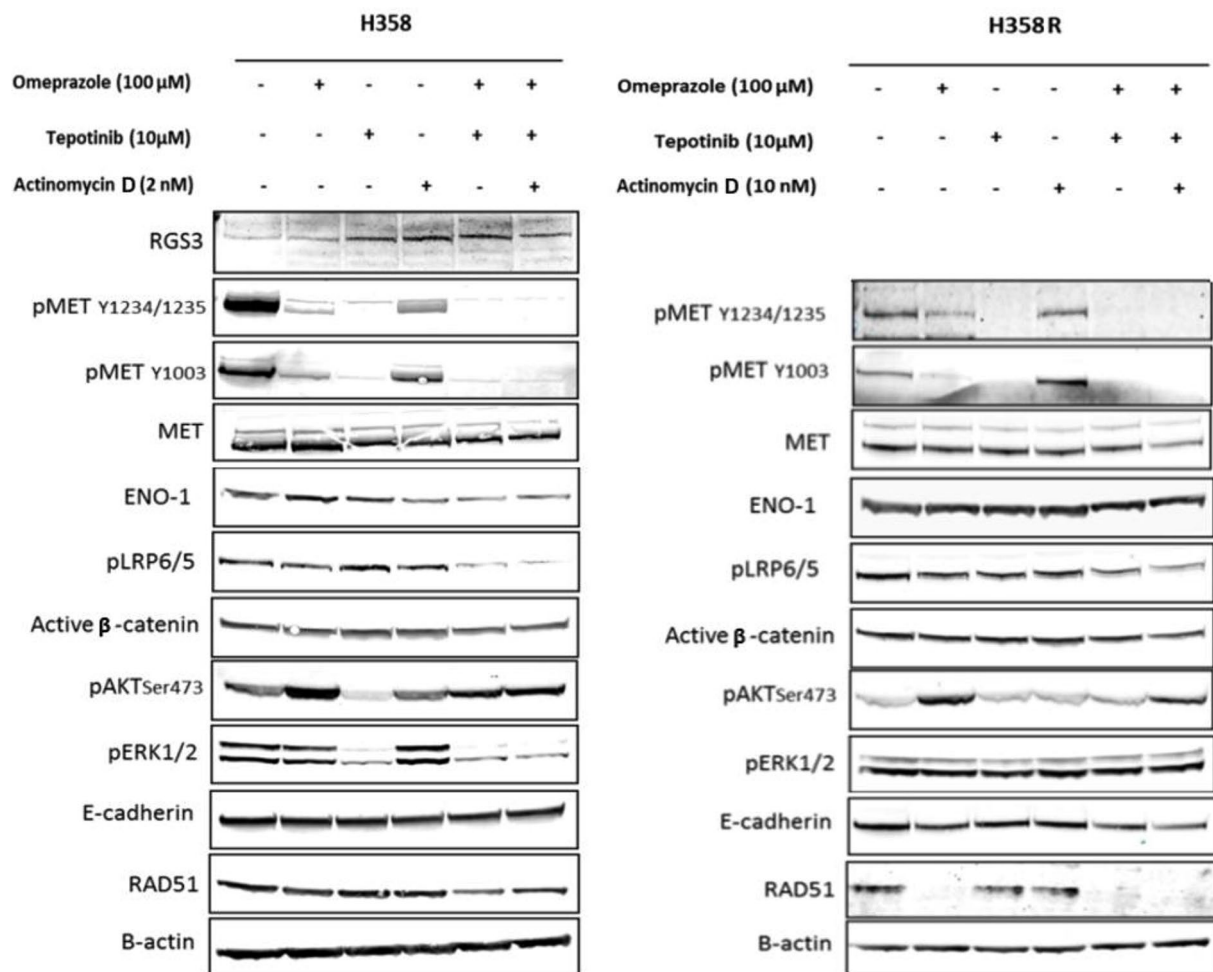 H358
Omeprazole (100 μM) - + - - + +
Tepotinib (10μM) - - + - + +
Actinomycin D (2 nM) - - - + - +
RGS3
pMET Y1234/1235
pMET Y1003
MET
ENO-1
pLRP6/5
Active β-catenin
pAKTSer473
pERK1/2
E-cadherin
RAD51
B-actin
H358R
Omeprazole (100 μM) - + - - + +
Tepotinib (10μM) - - + - + +
Actinomycin D (10 nM) - - - + - +
pMET Y1234/1235
pMET Y1003
MET
ENO-1
pLRP6/5
Active β-catenin
pAKTSer473
pERK1/2
E-cadherin
RAD51
B-actin